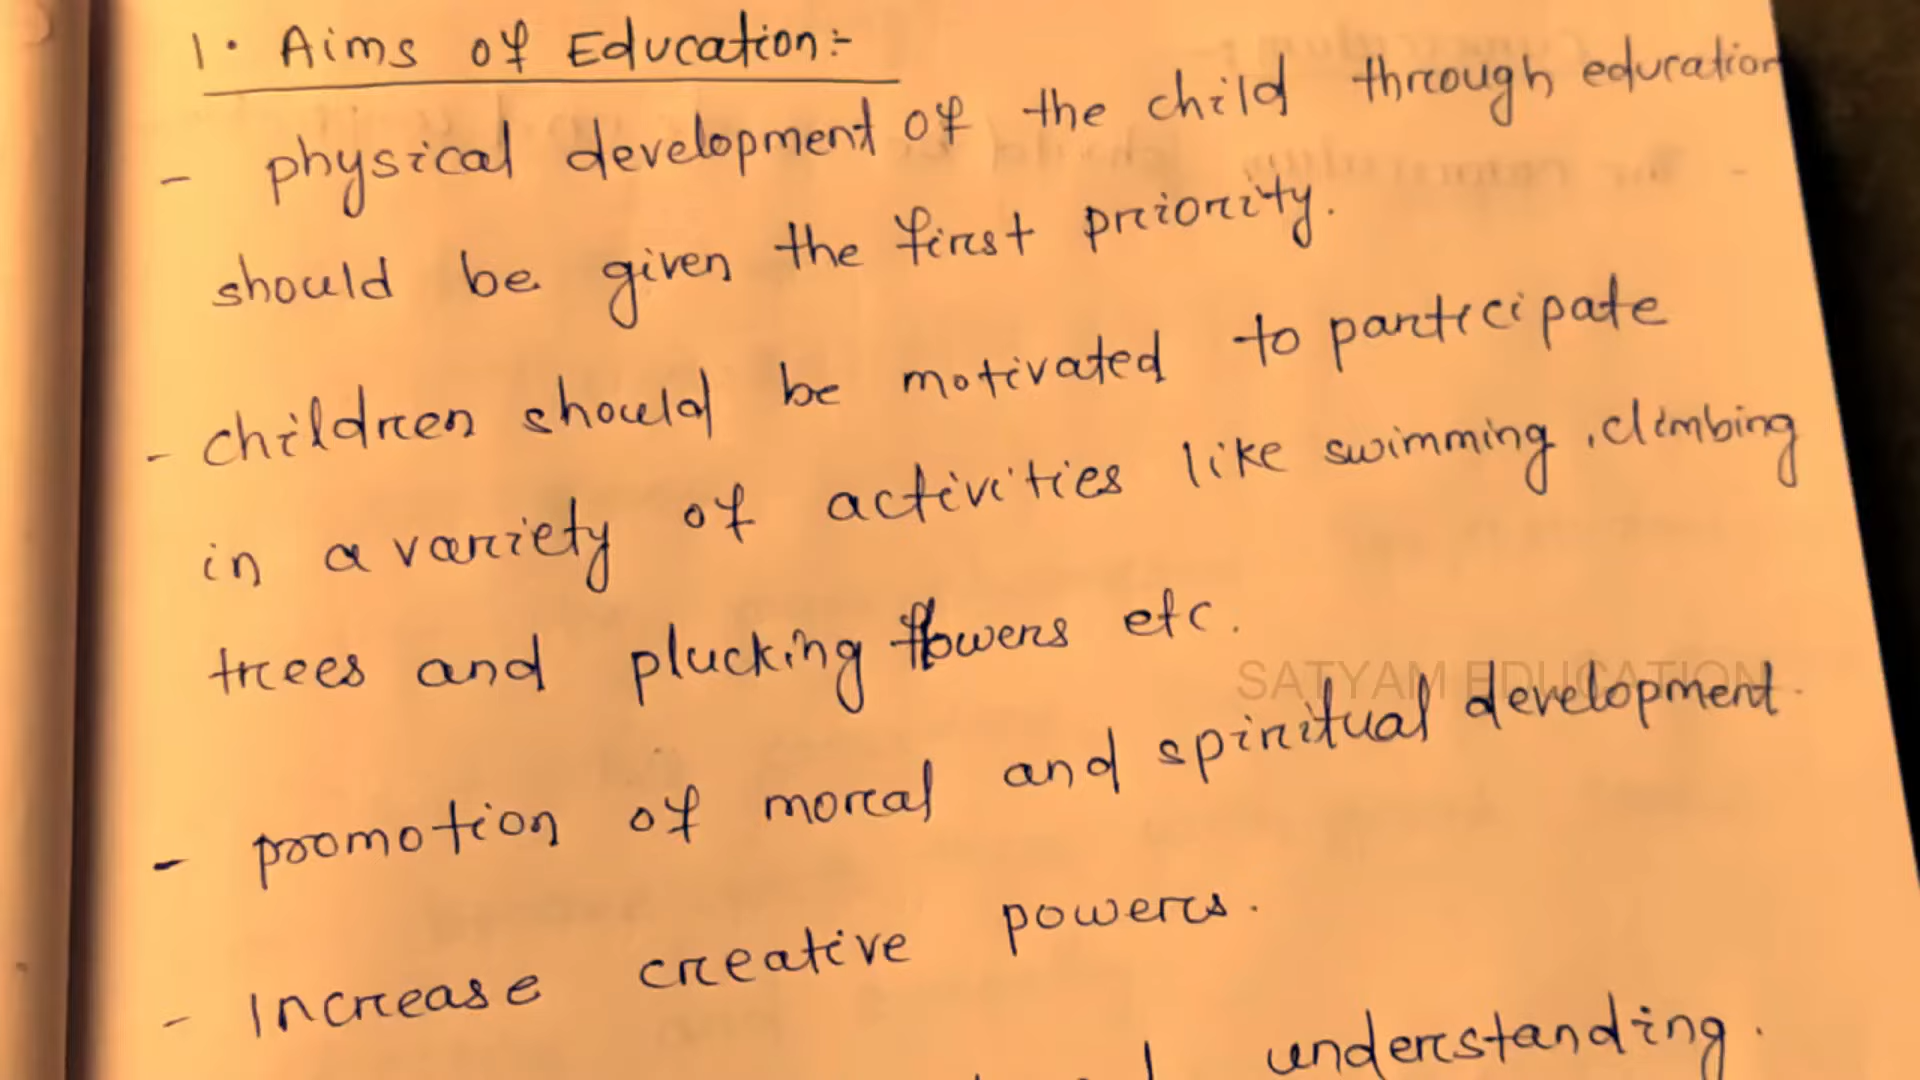 1. Aims of Education:-
- physical development of the child through education
should be given the first priority.
- children should be motivated to participate
in a variety of activities like swimming, climbing
trees and plucking flowers etc.
SATYAM EDUCATION
- promotion of moral and spiritual development.
- Increase creative powers.
understanding.